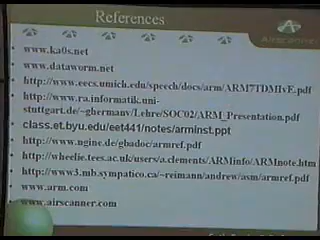 References
Airscanner
www.ka0s.net
www.dataworm.net
http://www.eecs.umich.edu/speech/docs/arm/ARM7TDMIvE.pdf
http://www.ra.informatik.uni-
stuttgart.de/~ghermanv/Lehre/SOC02/ARM_Presentation.pdf
class.et.byu.edu/eet441/notes/arminst.ppt
http://www.ngine.de/gbadoc/armref.pdf
http://wheelie.tees.ac.uk/users/a.clements/ARMinfo/ARMnote.htm
http://www3.mb.sympatico.ca/~reimann/andrew/asm/armref.pdf
www.arm.com
www.airscanner.com